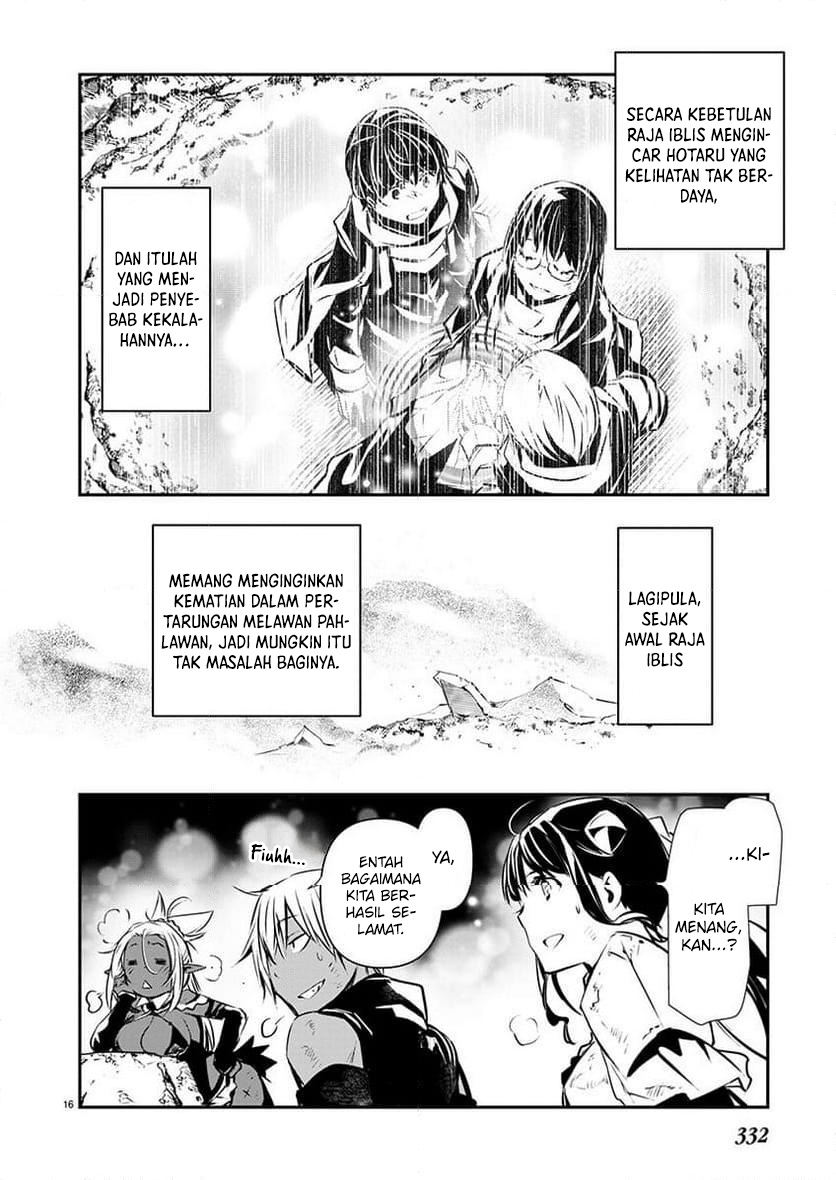 SECARA KEBETULAN
RAJA IBLIS MENGIN-
CAR HOTARU YANG
KELIHATAN TAK BER-
DAYA,
DAN ITULAH
YANG MEN-
JADI PENYE-
BAB KEKALA-
HANNYA...
LAGIPULA,
SEJAK
AWAL RAJA
IBLIS
MEMANG MENGINGINKAN
KEMATIAN DALAM PER-
TARUNGAN MELAWAN PAH-
LAWAN, JADI MUNGKIN ITU
TAK MASALAH BAGINYA.
...KI-
KITA
MENANG,
KAN...?
YA,
ENTAH
BAGAIMANA
KITA BER-
HASIL SE-
LAMAT.
Fiuhh...
16
332